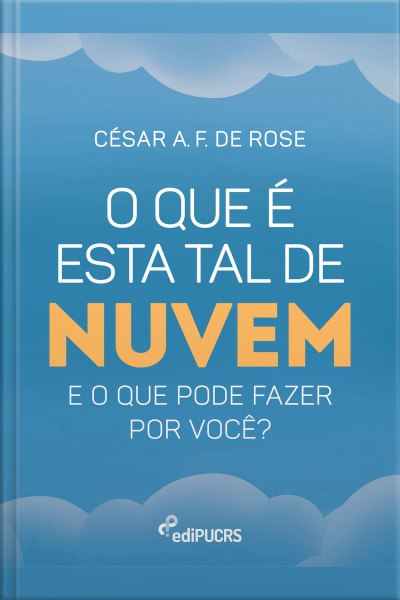 CÉSAR A. F. DE ROSE
O QUE É
ESTA TAL DE
NUVEM
E O QUE PODE FAZER
POR VOCÊ?
ediPUCRS